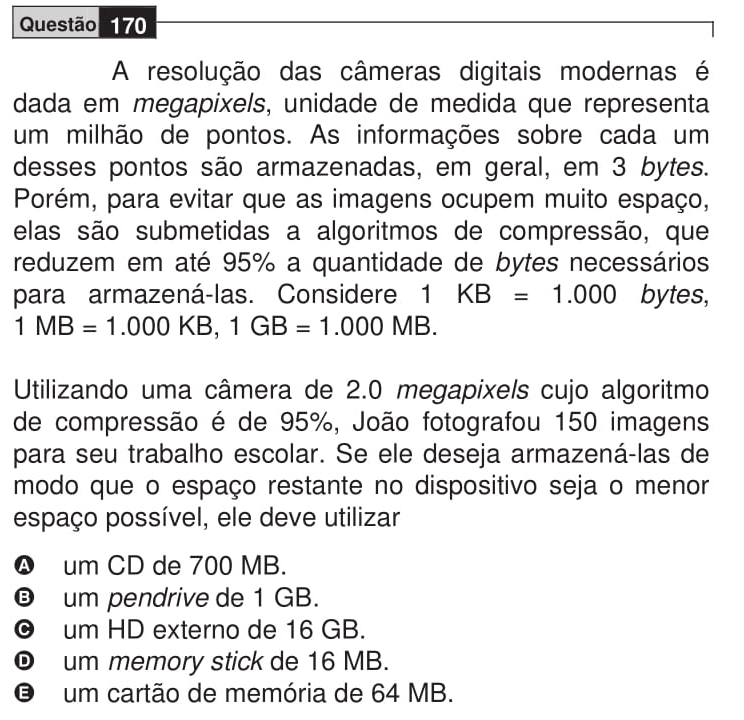 Questão 170
A resolução das câmeras digitais modernas é
dada em megapixels, unidade de medida que representa
um milhão de pontos. As informações sobre cada um
desses pontos são armazenadas, em geral, em 3 bytes.
Porém, para evitar que as imagens ocupem muito espaço,
elas são submetidas a algoritmos de compressão, que
reduzem em até 95% a quantidade de bytes necessários
para armazená-las. Considere 1 KB = 1.000 bytes,
1 MB = 1.000 KB, 1 GB = 1.000 MB.
Utilizando uma câmera de 2.0 megapixels cujo algoritmo
de compressão é de 95%, João fotografou 150 imagens
para seu trabalho escolar. Se ele deseja armazená-las de
modo que o espaço restante no dispositivo seja o menor
espaço possível, ele deve utilizar
A um CD de 700 MB.
B um pendrive de 1 GB.
C um HD externo de 16 GB.
D um memory stick de 16 MB.
E um cartão de memória de 64 MB.